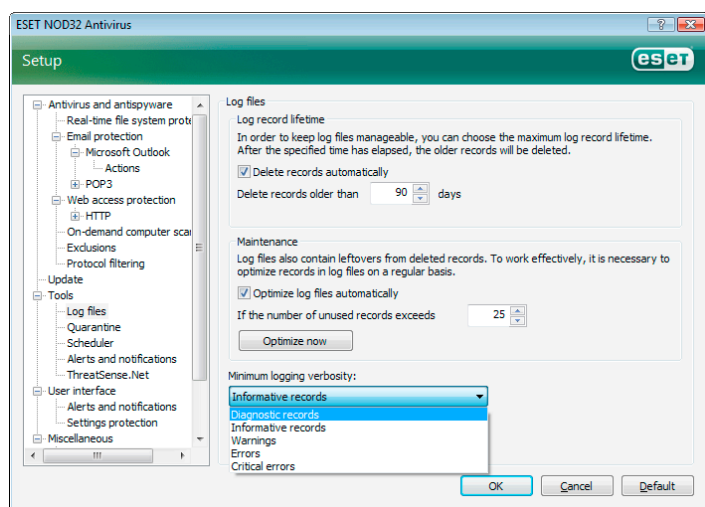 ESET NOD32 Antivirus
Setup
eset
Antivirus and antispyware
Real-time file system prote
Email protection
Microsoft Outlook
Actions
POP3
Web access protection
HTTP
On-demand computer scan
Exclusions
Protocol filtering
Update
Tools
Log files
Quarantine
Scheduler
Alerts and notifications
ThreatSense.Net
User interface
Alerts and notifications
Settings protection
Miscellaneous
Log files
Log record lifetime
In order to keep log files manageable, you can choose the maximum log record lifetime.
After the specified time has elapsed, the older records will be deleted.
Delete records automatically
Delete records older than 90 days
Maintenance
Log files also contain leftovers from deleted records. To work effectively, it is necessary to
optimize records in log files on a regular basis.
Optimize log files automatically
If the number of unused records exceeds 25
Optimize now
Minimum logging verbosity:
Informative records
Diagnostic records
Informative records
Warnings
Errors
Critical errors
OK Cancel Default